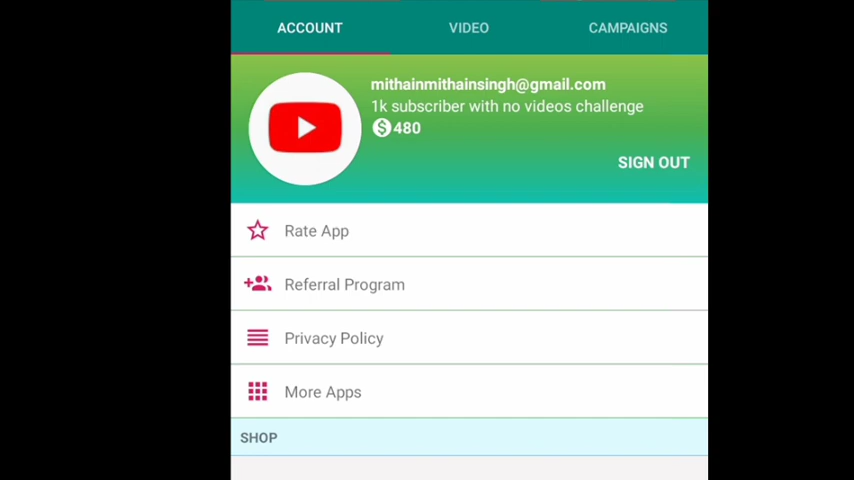 ACCOUNT VIDEO CAMPAIGNS
mithainmithainsingh@gmail.com
1k subscriber with no videos challenge
$480
SIGN OUT
Rate App
Referral Program
Privacy Policy
More Apps
SHOP